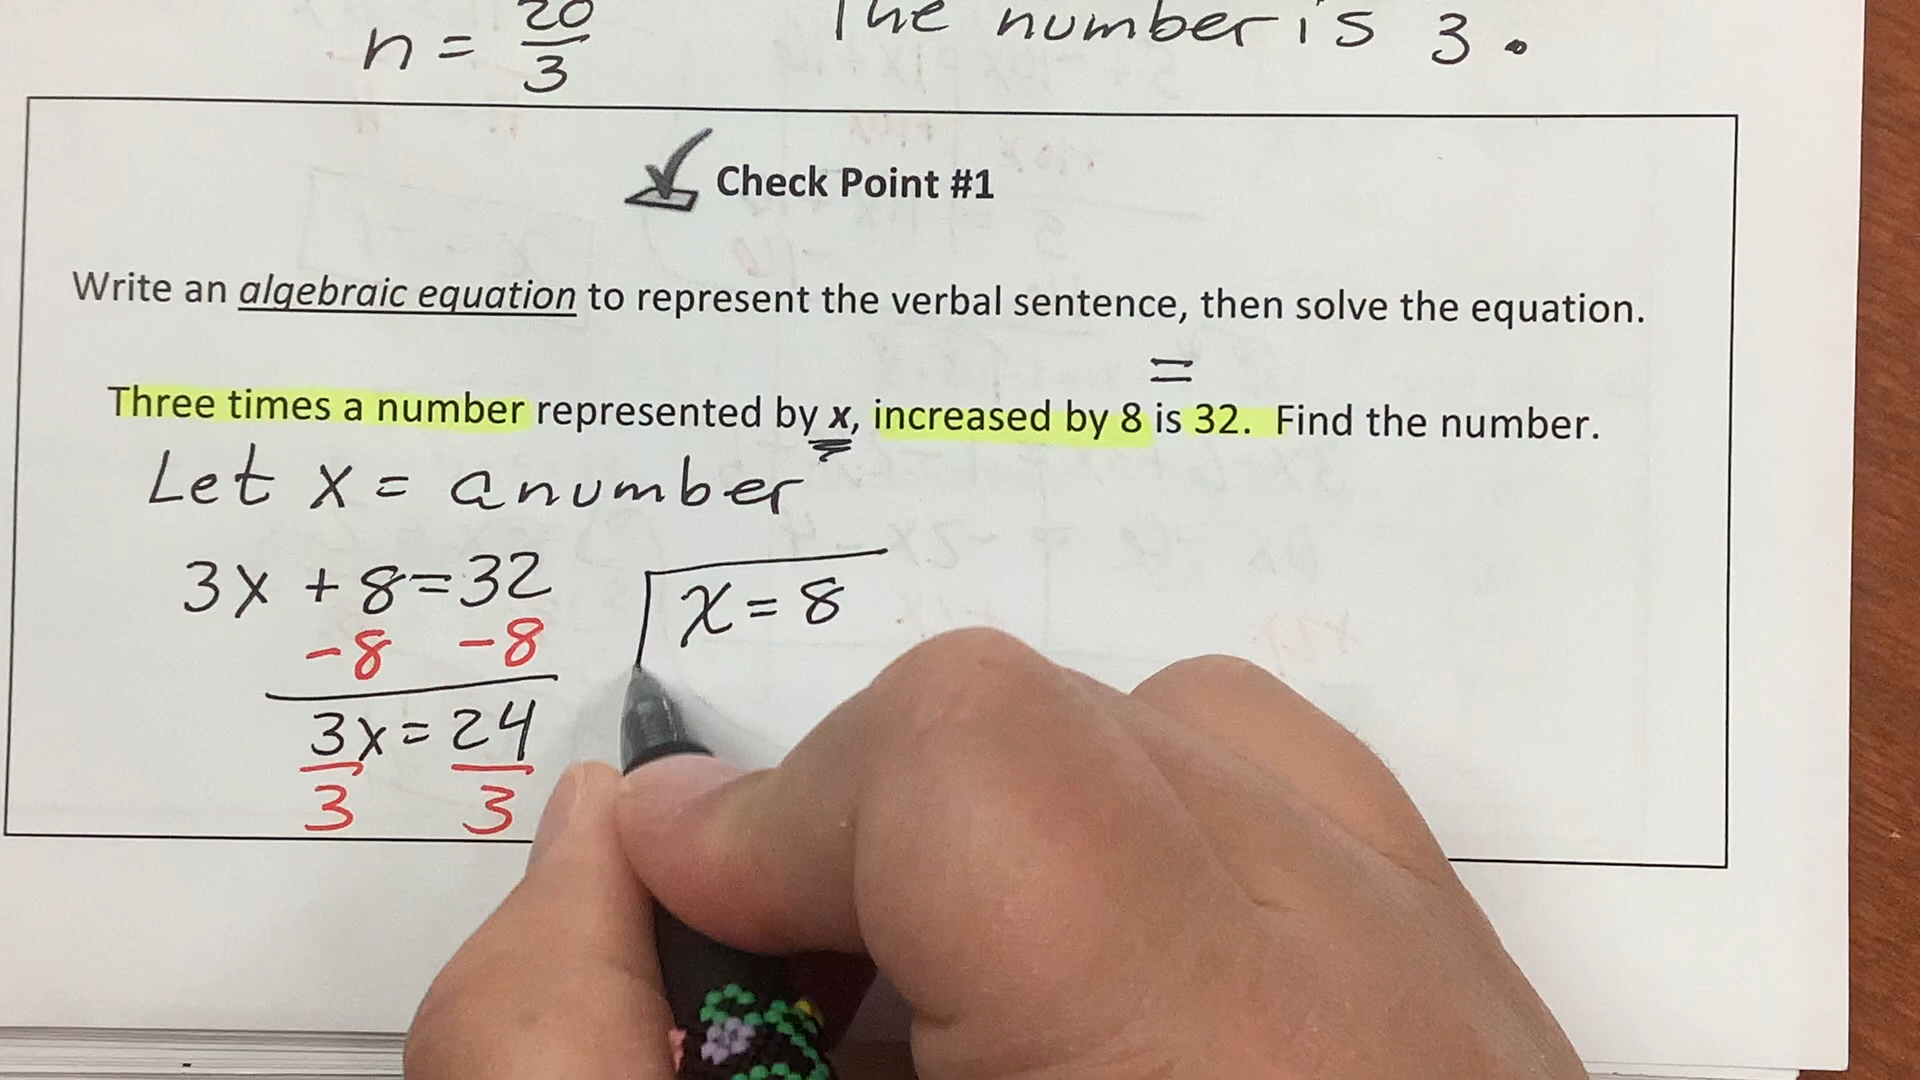 n = 20/3
The number is 3.
Check Point #1
Write an algebraic equation to represent the verbal sentence, then solve the equation.
=
Three times a number represented by x, increased by 8 is 32. Find the number.
Let x = a number
3x + 8 = 32
-8 -8
3x = 24
3 3
x = 8